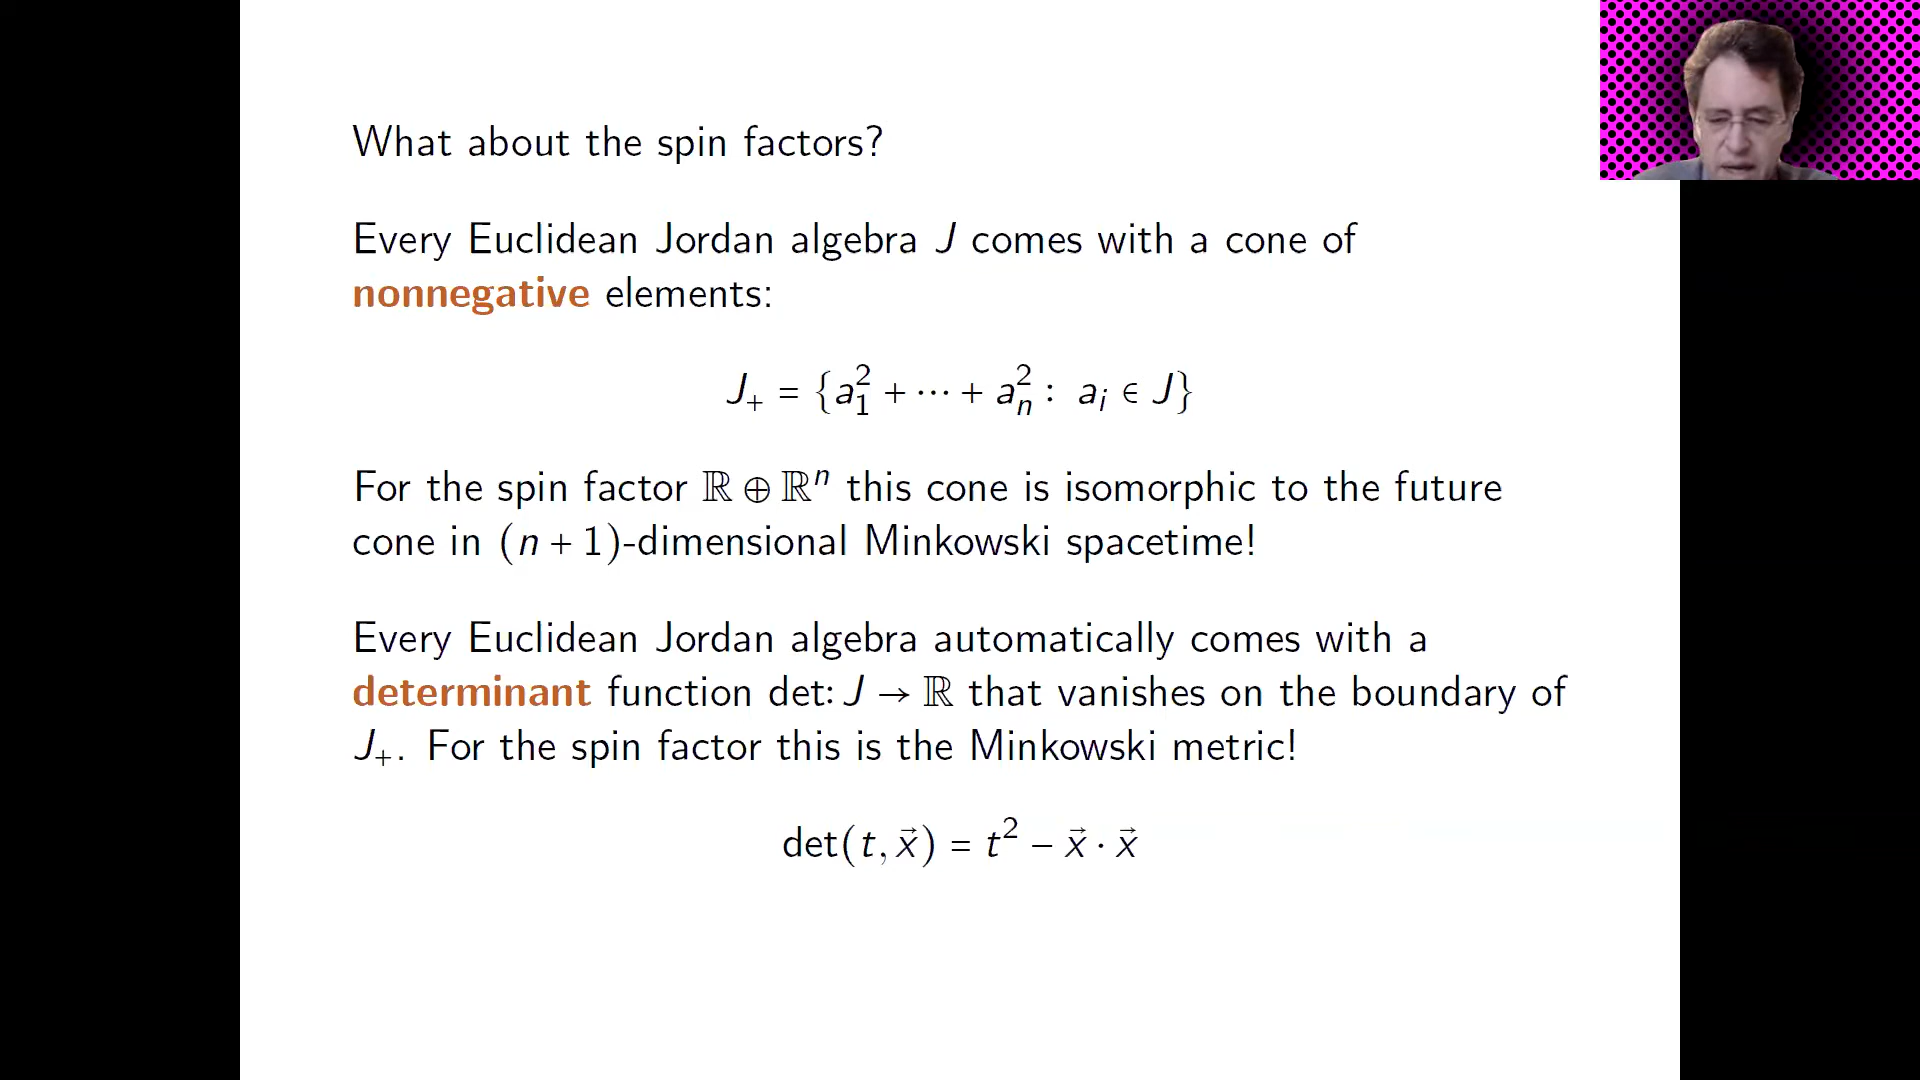 What about the spin factors?
Every Euclidean Jordan algebra J comes with a cone of
nonnegative elements:
J₊ = {a₁² + ⋯ + aₙ² : aᵢ ∈ J}
For the spin factor ℝ ⊕ ℝⁿ this cone is isomorphic to the future
cone in (n + 1)-dimensional Minkowski spacetime!
Every Euclidean Jordan algebra automatically comes with a
determinant function det: J → ℝ that vanishes on the boundary of
J₊. For the spin factor this is the Minkowski metric!
det(t, x⃗) = t² − x⃗ · x⃗